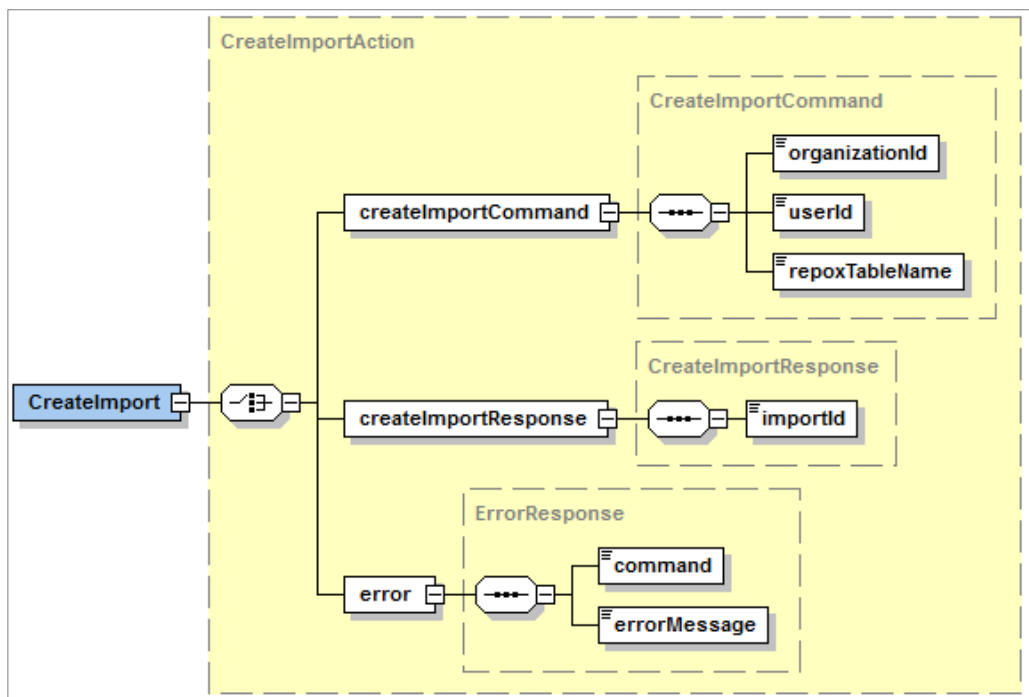 CreateImportAction
CreateImportCommand
organizationId
createImportCommand
userId
repoxTableName
CreateImportResponse
CreateImport
createImportResponse
importId
ErrorResponse
command
error
errorMessage